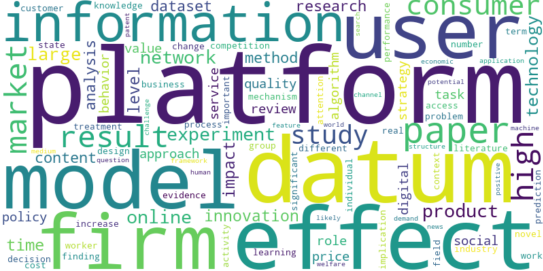 customer knowledge dataset research performance consumer
information user
state patent large value change competition search number term
market analysis behavior network method algorithm strategy technology
platform
level business service quality mechanism important review attention economic application
potential task access problem
channel
treatment process feature real machine
result experiment study paper high
medium design question approach world group different structure literature
content challenge framework human impact significant individual context digital positive prediction
model datum
policy evidence online innovation likely implication product
firm effect
increase activity role demand news social novel
time worker learning price field industry
decision cost finding welfare work